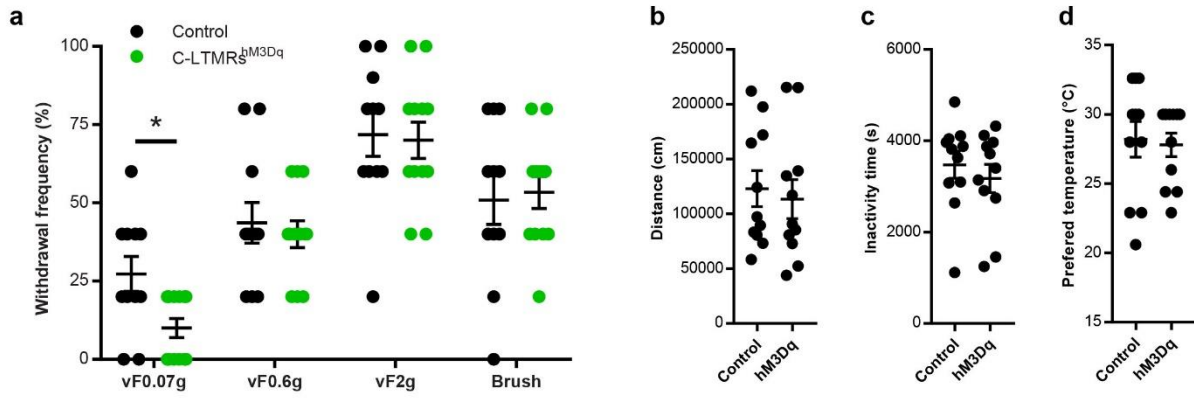 a
Control
C-LTMRs^hM3Dq
Withdrawal frequency (%)
100
75
50
25
0
*
vF0.07g
vF0.6g
vF2g
Brush
b
Distance (cm)
250000
200000
150000
100000
50000
0
Control
hM3Dq
c
Inactivity time (s)
6000
4000
2000
0
Control
hM3Dq
d
Prefered temperature (°C)
35
30
25
20
15
Control
hM3Dq